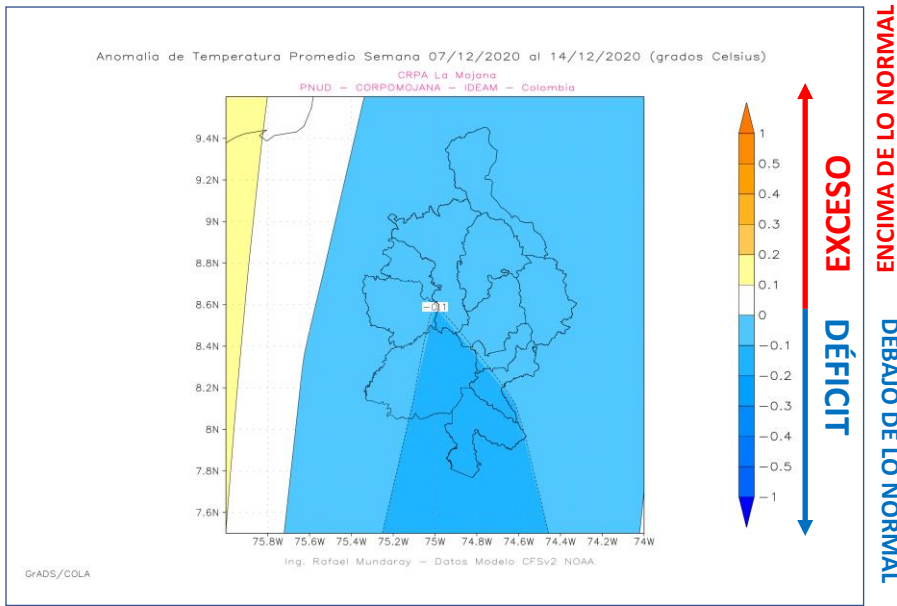 Anomalia de Temperatura Promedio Semana 07/12/2020 al 14/12/2020 (grados Celsius)
CRPA La Mojana
PNUD – CORPOMOJANA – IDEAM – Colombia
9.4N
9.2N
9N
8.8N
8.6N
8.4N
8.2N
8N
7.8N
7.6N
-0.1
75.8W 75.6W 75.4W 75.2W 75W 74.8W 74.6W 74.4W 74.2W 74W
Ing. Rafael Mundaray – Datos Modelo CFSv2 NOAA
GrADS/COLA
1
0.5
0.4
0.3
0.2
0.1
0
-0.1
-0.2
-0.3
-0.4
-0.5
-1
EXCESO
DÉFICIT
ENCIMA DE LO NORMAL
DEBAJO DE LO NORMAL